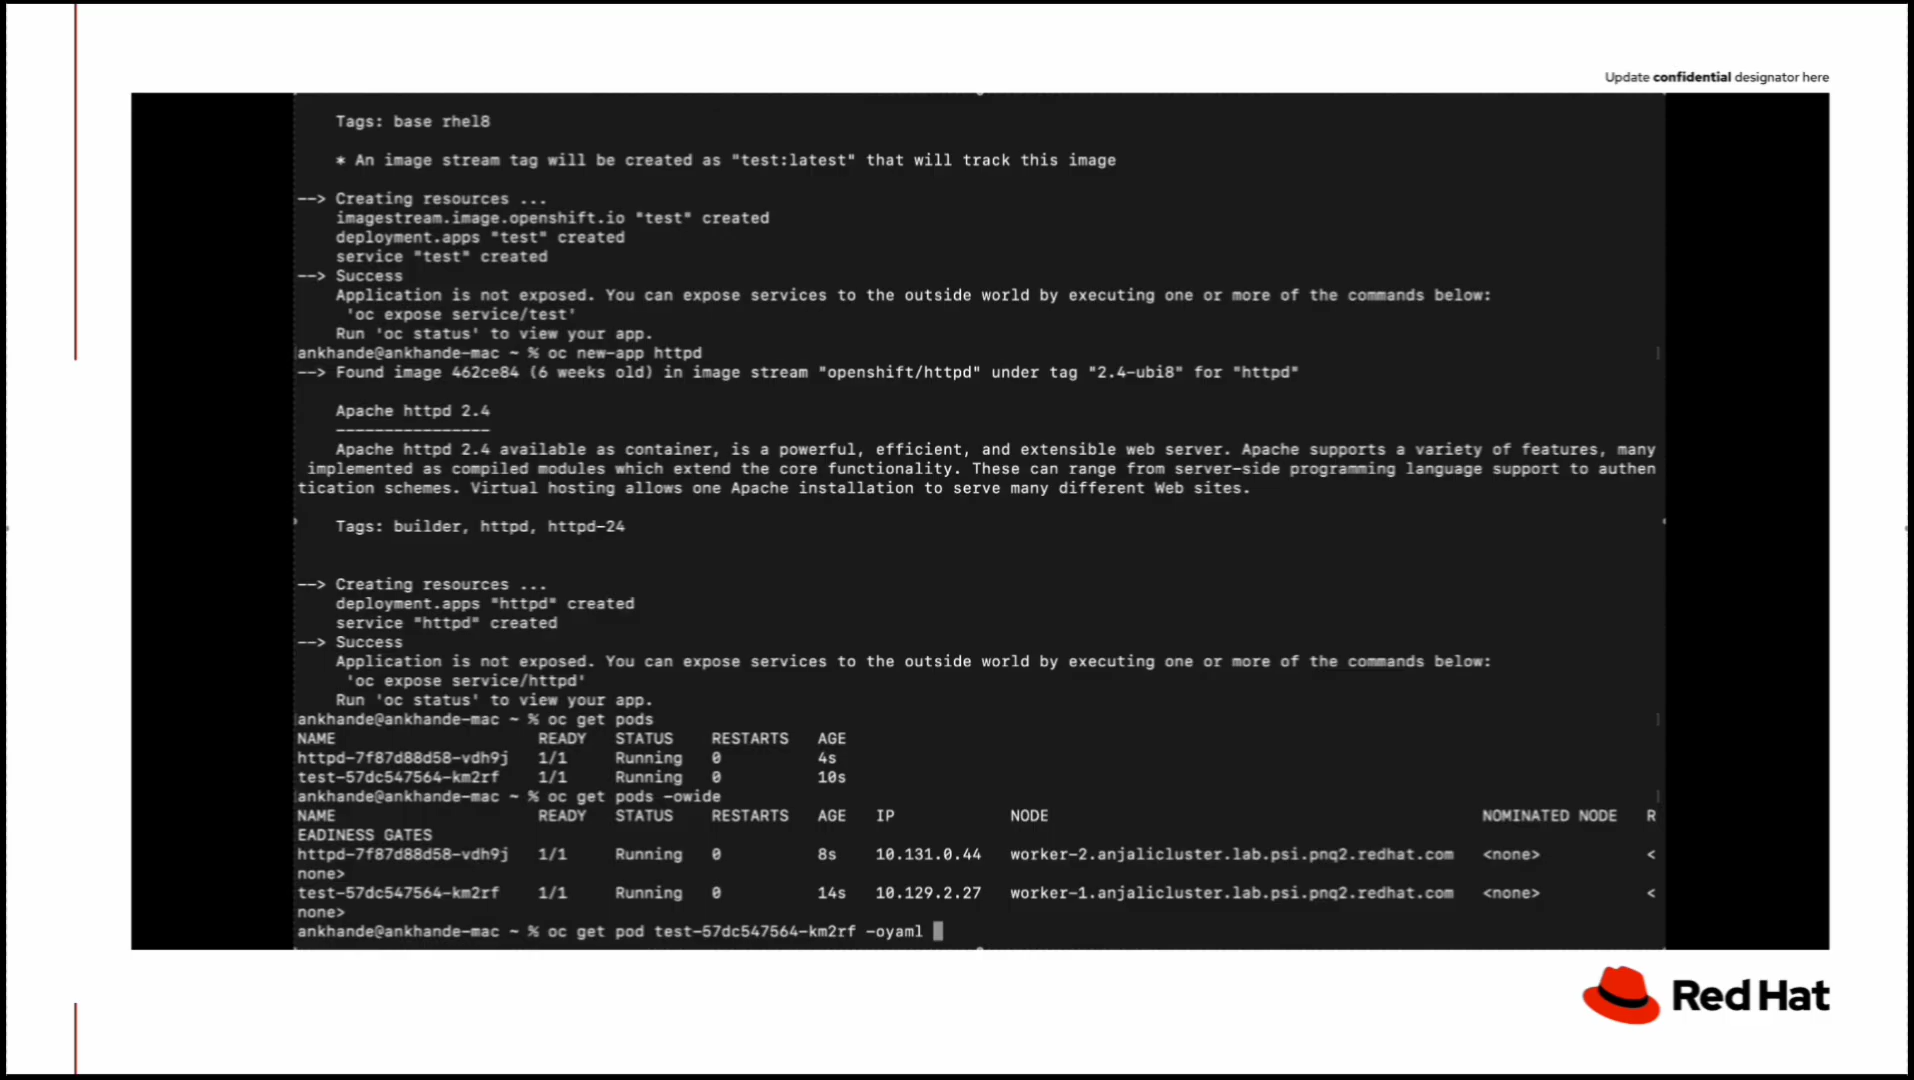 Update confidential designator here
Tags: base rhel8
* An image stream tag will be created as "test:latest" that will track this image
--> Creating resources ...
imagestream.image.openshift.io "test" created
deployment.apps "test" created
service "test" created
--> Success
Application is not exposed. You can expose services to the outside world by executing one or more of the commands below:
'oc expose service/test'
Run 'oc status' to view your app.
ankhande@ankhande-mac ~ % oc new-app httpd
--> Found image 462ce84 (6 weeks old) in image stream "openshift/httpd" under tag "2.4-ubi8" for "httpd"
Apache httpd 2.4
----------------
Apache httpd 2.4 available as container, is a powerful, efficient, and extensible web server. Apache supports a variety of features, many
implemented as compiled modules which extend the core functionality. These can range from server-side programming language support to authen
tication schemes. Virtual hosting allows one Apache installation to serve many different Web sites.
Tags: builder, httpd, httpd-24
--> Creating resources ...
deployment.apps "httpd" created
service "httpd" created
--> Success
Application is not exposed. You can expose services to the outside world by executing one or more of the commands below:
'oc expose service/httpd'
Run 'oc status' to view your app.
ankhande@ankhande-mac ~ % oc get pods
NAME READY STATUS RESTARTS AGE
httpd-7f87d88d58-vdh9j 1/1 Running 0 4s
test-57dc547564-km2rf 1/1 Running 0 10s
ankhande@ankhande-mac ~ % oc get pods -owide
NAME READY STATUS RESTARTS AGE IP NODE NOMINATED NODE R
EADINESS GATES
httpd-7f87d88d58-vdh9j 1/1 Running 0 8s 10.131.0.44 worker-2.anjalicluster.lab.psi.pnq2.redhat.com <none> <
none>
test-57dc547564-km2rf 1/1 Running 0 14s 10.129.2.27 worker-1.anjalicluster.lab.psi.pnq2.redhat.com <none> <
none>
ankhande@ankhande-mac ~ % oc get pod test-57dc547564-km2rf -oyaml
Red Hat